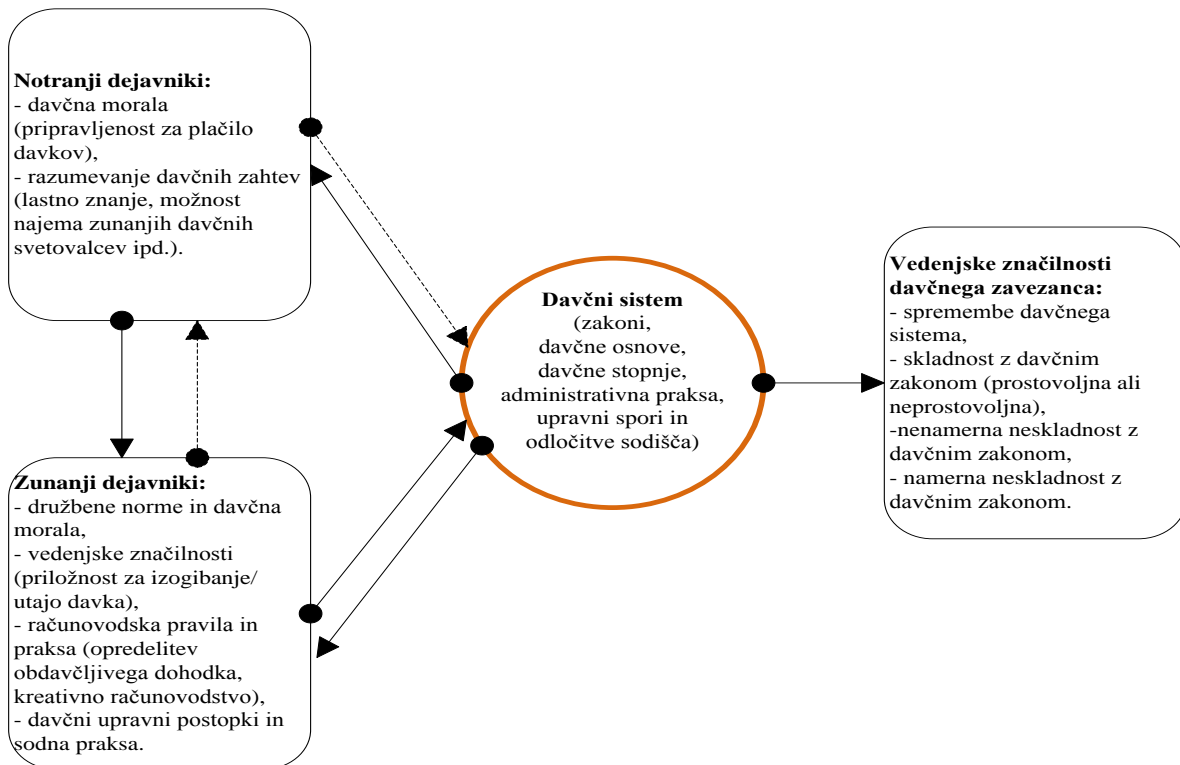 Notranji dejavniki:
- davčna morala
(pripravljenost za plačilo
davkov),
- razumevanje davčnih zahtev
(lastno znanje, možnost
najema zunanjih davčnih
svetovalcev ipd.).
Zunanji dejavniki:
- družbene norme in davčna
morala,
- vedenjske značilnosti
(priložnost za izogibanje/
utajo davka),
- računovodska pravila in
praksa (opredelitev
obdavčljivega dohodka,
kreativno računovodstvo),
- davčni upravni postopki in
sodna praksa.
Davčni sistem
(zakoni,
davčne osnove,
davčne stopnje,
administrativna praksa,
upravni spori in
odločitve sodišča)
Vedenjske značilnosti
davčnega zavezanca:
- spremembe davčnega
sistema,
- skladnost z davčnim
zakonom (prostovoljna ali
neprostovoljna),
-nenamerna neskladnost z
davčnim zakonom,
- namerna neskladnost z
davčnim zakonom.